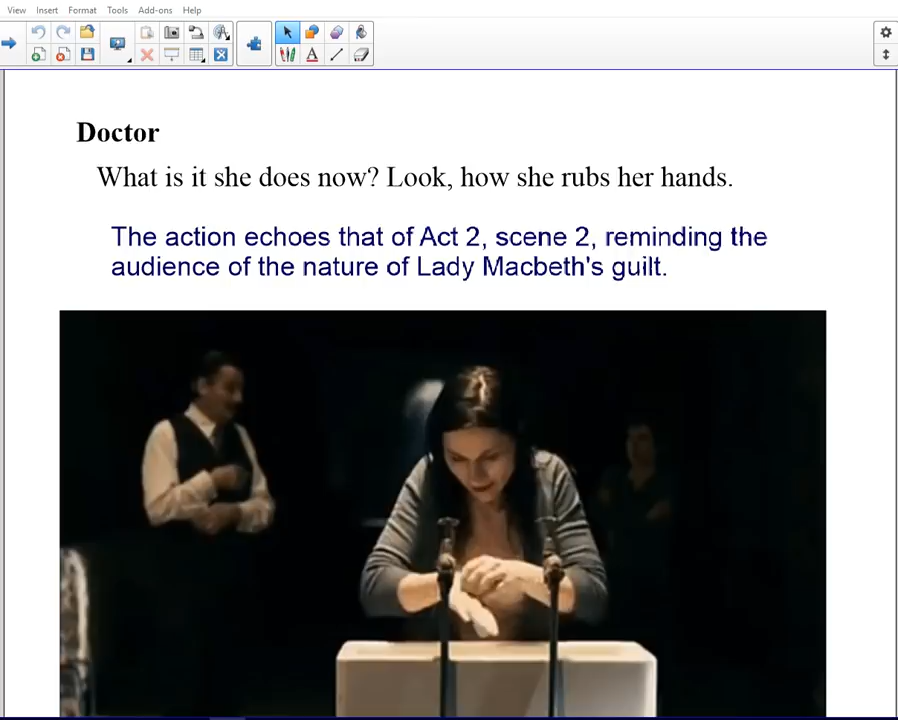 View Insert Format Tools Add-ons Help
Doctor
What is it she does now? Look, how she rubs her hands.
The action echoes that of Act 2, scene 2, reminding the
audience of the nature of Lady Macbeth's guilt.